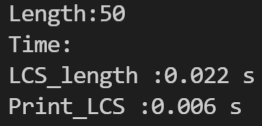 Length:50
Time:
LCS_length :0.022 s
Print_LCS :0.006 s